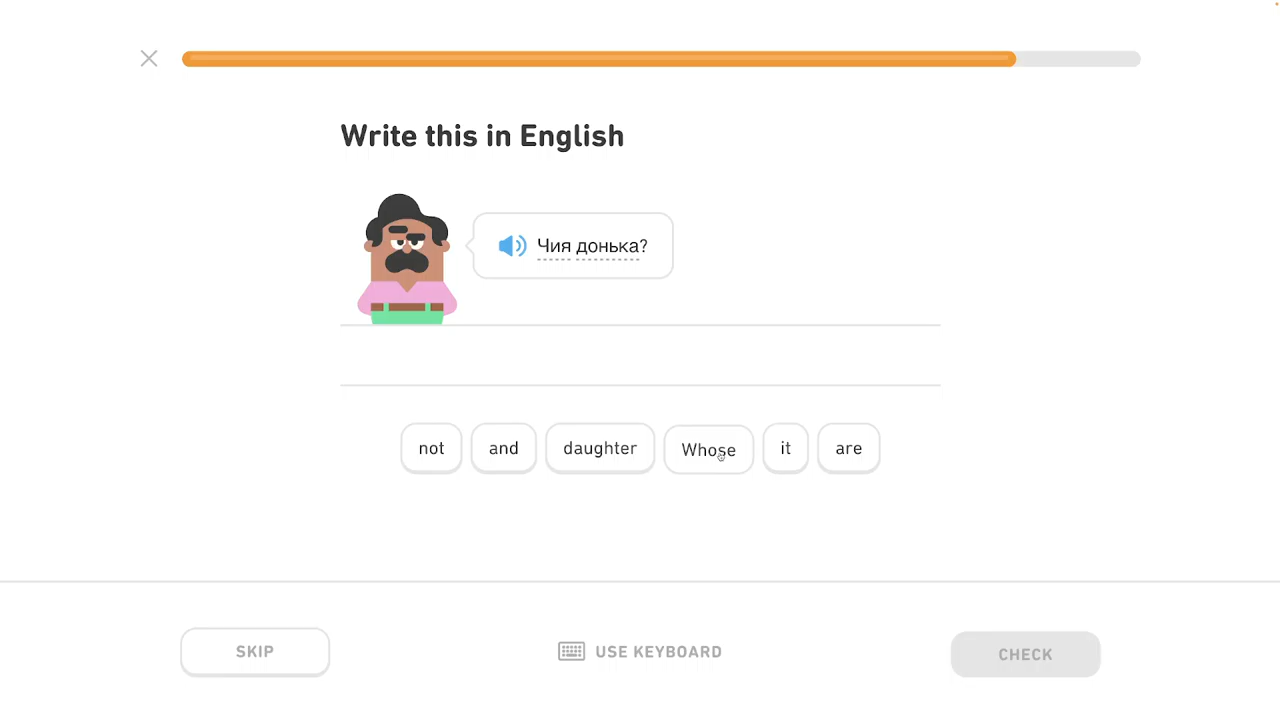 Write this in English
Чия донька?
not and daughter Whose it are
SKIP USE KEYBOARD CHECK